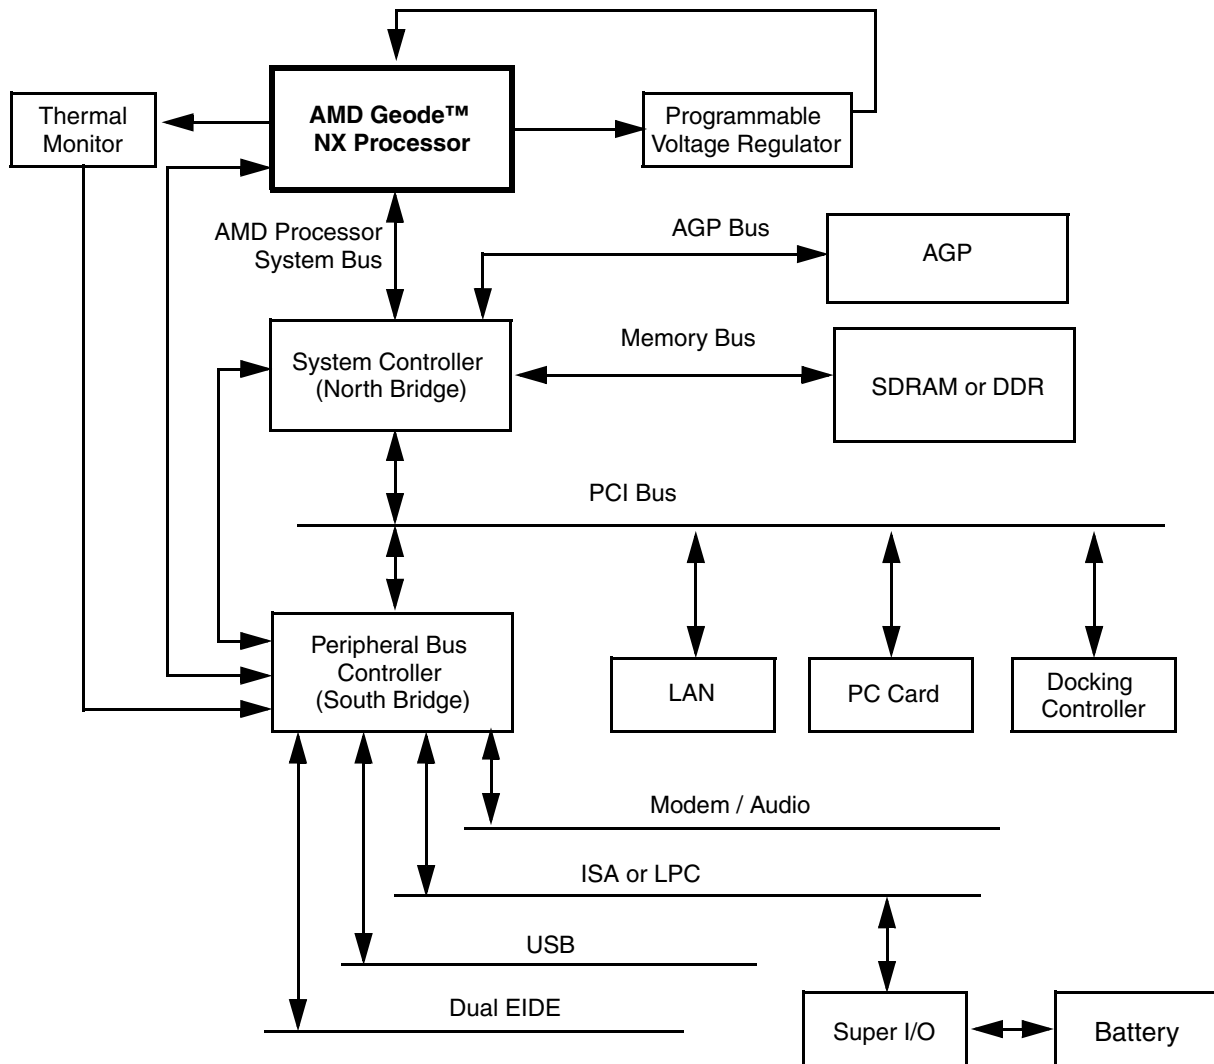 Thermal
Monitor
AMD Geode™
NX Processor
Programmable
Voltage Regulator
AMD Processor
System Bus
AGP Bus
AGP
System Controller
(North Bridge)
Memory Bus
SDRAM or DDR
PCI Bus
Peripheral Bus
Controller
(South Bridge)
LAN
PC Card
Docking
Controller
Modem / Audio
ISA or LPC
USB
Dual EIDE
Super I/O
Battery